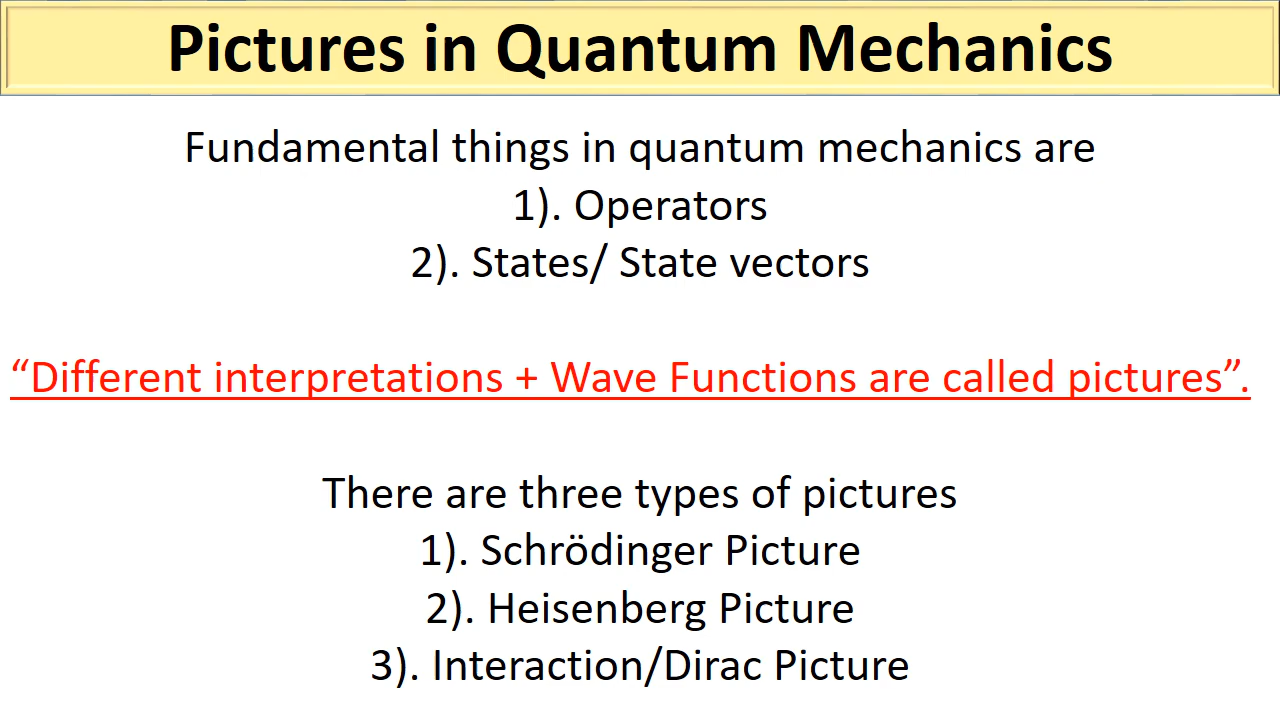 Pictures in Quantum Mechanics
Fundamental things in quantum mechanics are
1). Operators
2). States/ State vectors
“Different interpretations + Wave Functions are called pictures”.
There are three types of pictures
1). Schrödinger Picture
2). Heisenberg Picture
3). Interaction/Dirac Picture